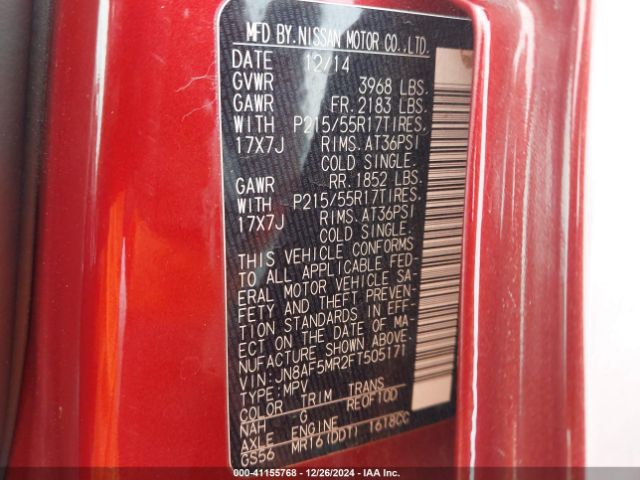 MFD BY.NISSAN MOTOR CO.,LTD.
DATE 12/14
GVWR 3968 LBS.
GAWR FR. 2183 LBS.
WITH P215/55R17TIRES,
17X7J RIMS, AT36PSI
COLD SINGLE.
GAWR RR. 1852 LBS.
WITH P215/55R17TIRES,
17X7J RIMS, AT36PSI
COLD SINGLE.
THIS VEHICLE CONFORMS
TO ALL APPLICABLE FED-
ERAL MOTOR VEHICLE SA-
FETY AND THEFT PREVEN-
TION STANDARDS IN EFF-
ECT ON THE DATE OF MA-
NUFACTURE SHOWN ABOVE.
VIN: JN8AF5MR2FT505171
TYPE: MPV
COLOR TRIM TRANS
NAH G RE0F10D
AXLE ENGINE
GS56 MR16(DDT) 1618CC
STOCK: 41155768 | 12/26/2024 | IAA Inc.